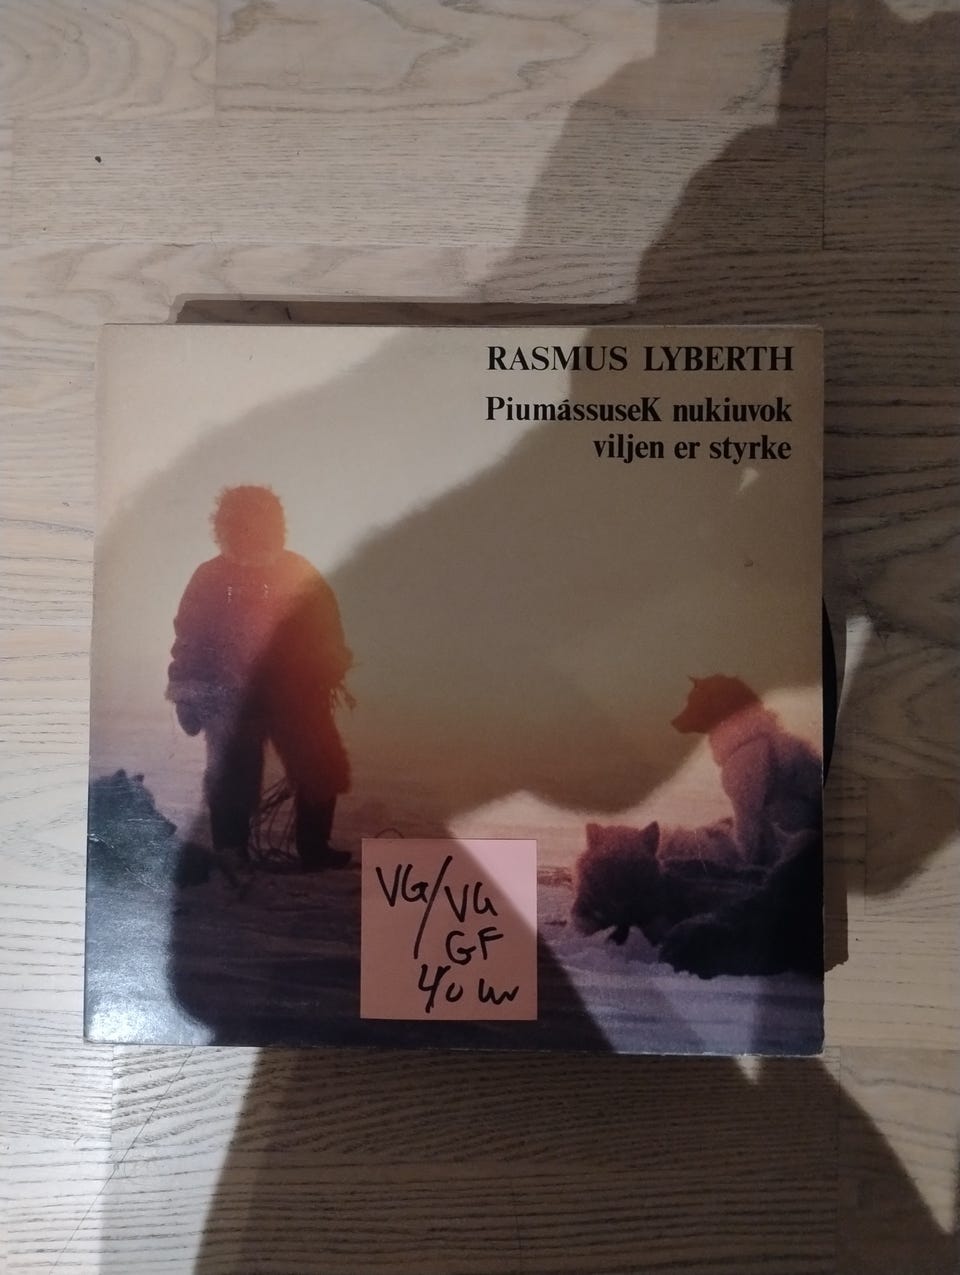 RASMUS LYBERTH
PiumássuseK nukiuvok
viljen er styrke
VG/VG
GF
40 kr